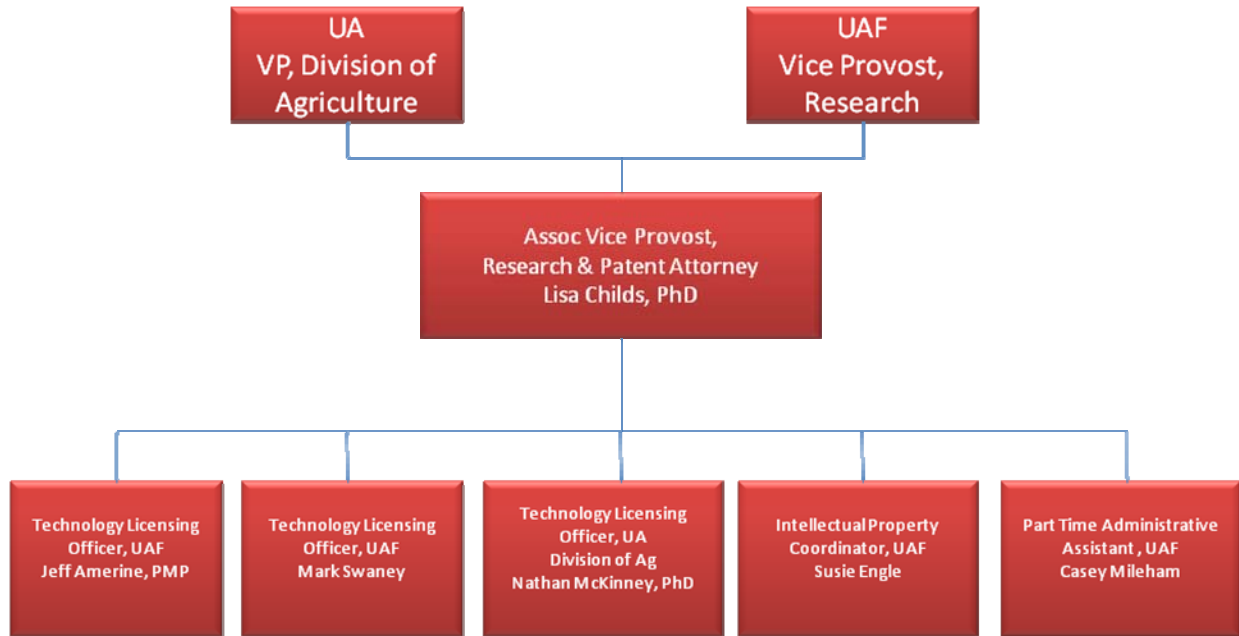 UA
VP, Division of
Agriculture
UAF
Vice Provost,
Research
Assoc Vice Provost,
Research & Patent Attorney
Lisa Childs, PhD
Technology Licensing
Officer, UAF
Jeff Amerine, PMP
Technology Licensing
Officer, UAF
Mark Swaney
Technology Licensing
Officer, UA
Division of Ag
Nathan McKinney, PhD
Intellectual Property
Coordinator, UAF
Susie Engle
Part Time Administrative
Assistant , UAF
Casey Mileham